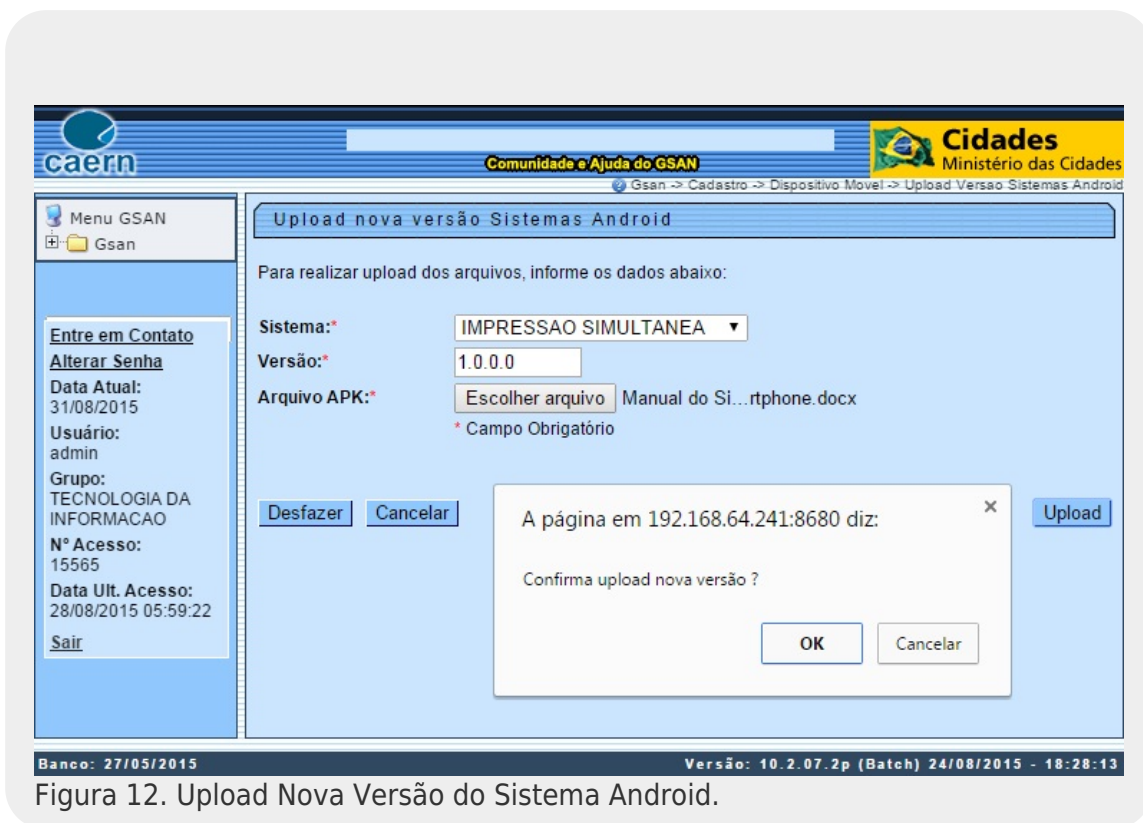 caern
Comunidade e Ajuda do GSAN
Cidades
Ministério das Cidades
Gsan -> Cadastro -> Dispositivo Movel -> Upload Versao Sistemas Android
Menu GSAN
Gsan
Entre em Contato
Alterar Senha
Data Atual:
31/08/2015
Usuário:
admin
Grupo:
TECNOLOGIA DA
INFORMACAO
Nº Acesso:
15565
Data Ult. Acesso:
28/08/2015 05:59:22
Sair
Upload nova versão Sistemas Android
Para realizar upload dos arquivos, informe os dados abaixo:
Sistema:* IMPRESSAO SIMULTANEA
Versão:* 1.0.0.0
Arquivo APK:* Escolher arquivo Manual do Si...rtphone.docx
* Campo Obrigatório
Desfazer Cancelar Upload
A página em 192.168.64.241:8680 diz: ×
Confirma upload nova versão ?
OK Cancelar
Banco: 27/05/2015 Versão: 10.2.07.2p (Batch) 24/08/2015 - 18:28:13
Figura 12. Upload Nova Versão do Sistema Android.